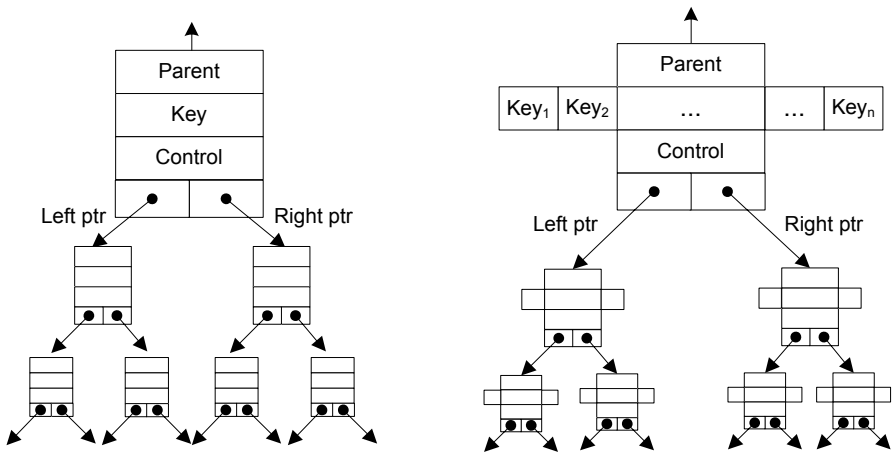 Parent
Key
Control
Left ptr
Right ptr
Parent
Key₁ Key₂ ... ... Keyₙ
Control
Left ptr
Right ptr